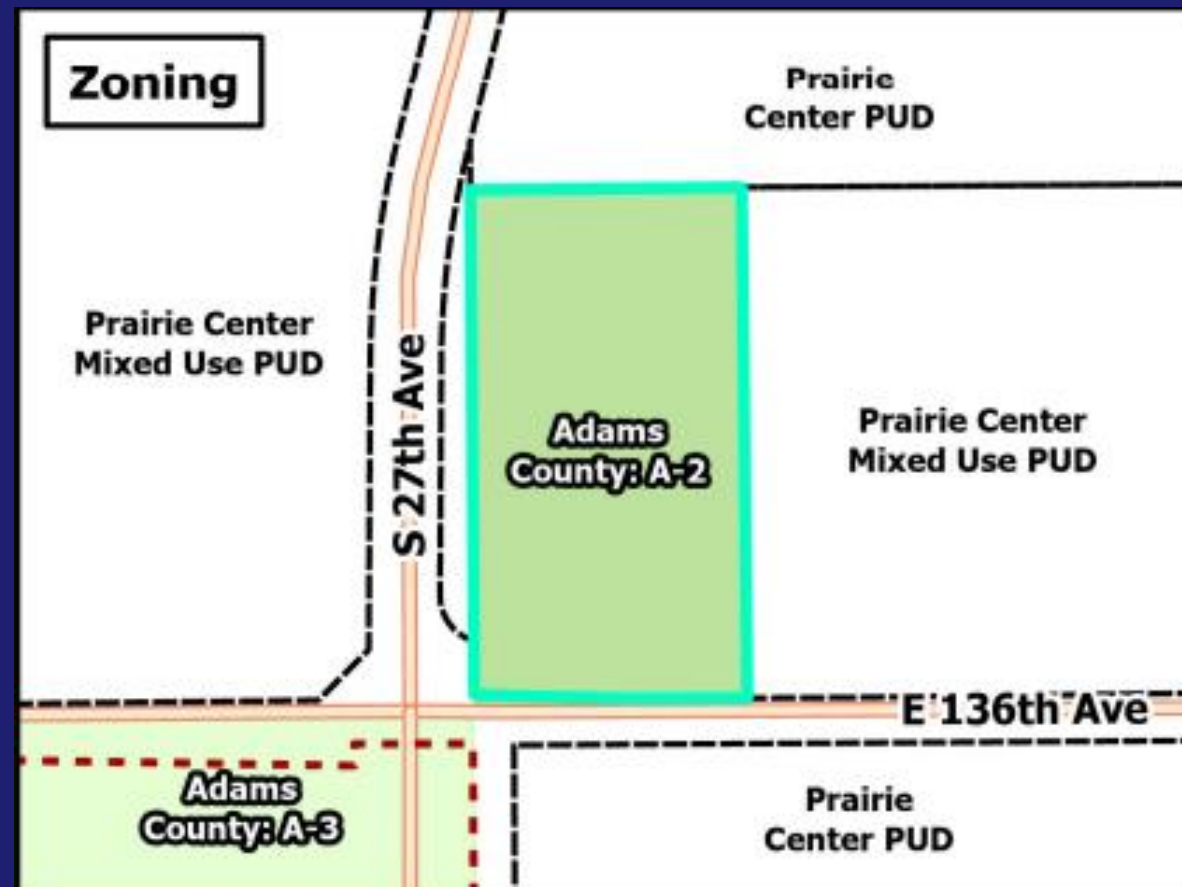 Zoning
Prairie
Center PUD
Prairie Center
Mixed Use PUD
S 27th Ave
Adams
County: A-2
Prairie Center
Mixed Use PUD
E 136th Ave
Adams
County: A-3
Prairie
Center PUD